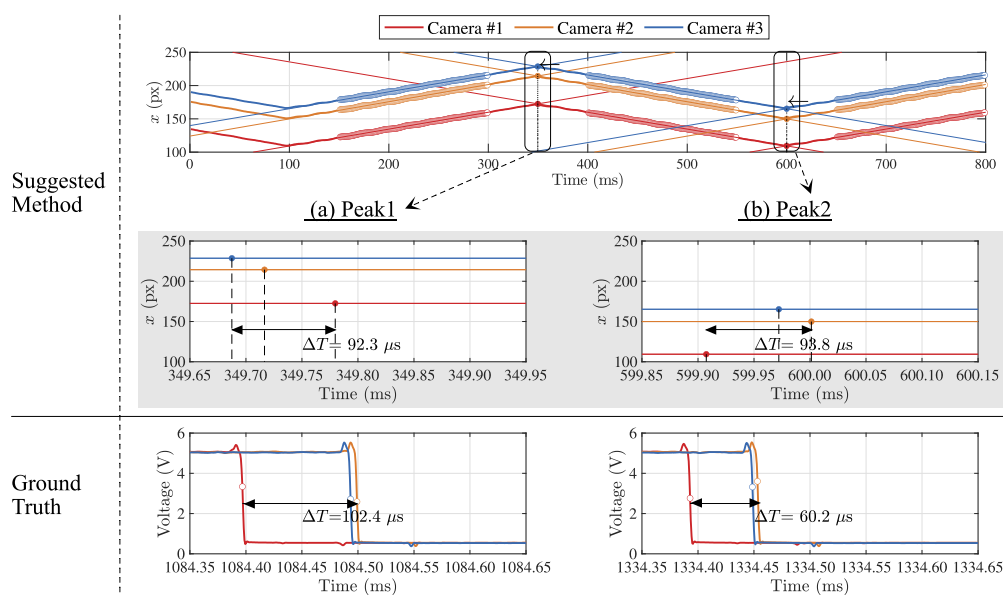 Camera #1 Camera #2 Camera #3
250
200
150
100
x (px)
0 100 200 300 400 500 600 700 800
Time (ms)
Suggested
Method
(a) Peak1
(b) Peak2
250
200
150
100
x (px)
ΔT= 92.3 μs
349.65 349.70 349.75 349.80 349.85 349.90 349.95
Time (ms)
250
200
150
100
x (px)
ΔT= 93.8 μs
599.85 599.90 599.95 600.00 600.05 600.10 600.15
Time (ms)
Ground
Truth
6
4
2
0
Voltage (V)
ΔT=102.4 μs
1084.35 1084.40 1084.45 1084.50 1084.55 1084.60 1084.65
Time (ms)
6
4
2
0
Voltage (V)
ΔT= 60.2 μs
1334.35 1334.40 1334.45 1334.50 1334.55 1334.60 1334.65
Time (ms)